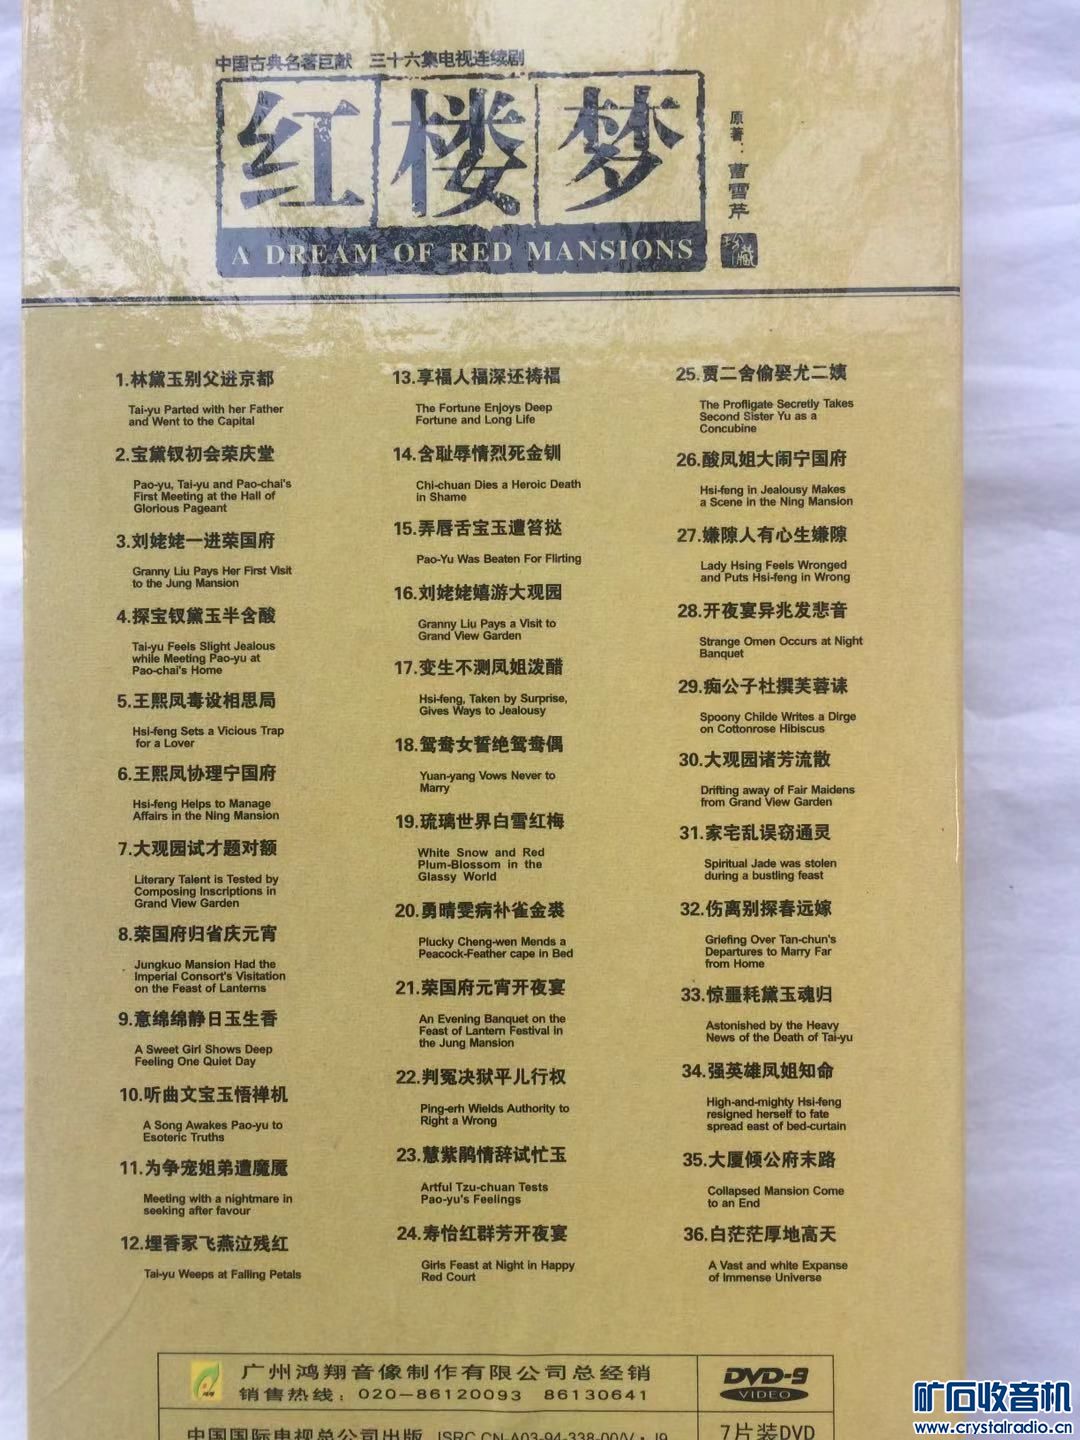 中国古典名著巨献 三十六集电视连续剧
红楼梦
原著：曹雪芹
珍藏
A DREAM OF RED MANSIONS
1.林黛玉别父进京都
Tai-yu Parted with her Father
and Went to the Capital
2.宝黛钗初会荣庆堂
Pao-yu, Tai-yu and Pao-chai's
First Meeting at the Hall of
Glorious Pageant
3.刘姥姥一进荣国府
Granny Liu Pays Her First Visit
to the Jung Mansion
4.探宝钗黛玉半含酸
Tai-yu Feels Slight Jealous
while Meeting Pao-yu at
Pao-chai's Home
5.王熙凤毒设相思局
Hsi-feng Sets a Vicious Trap
for a Lover
6.王熙凤协理宁国府
Hsi-feng Helps to Manage
Affairs in the Ning Mansion
7.大观园试才题对额
Literary Talent is Tested by
Composing Inscriptions in
Grand View Garden
8.荣国府归省庆元宵
Jungkuo Mansion Had the
Imperial Consort's Visitation
on the Feast of Lanterns
9.意绵绵静日玉生香
A Sweet Girl Shows Deep
Feeling One Quiet Day
10.听曲文宝玉悟禅机
A Song Awakes Pao-yu to
Esoteric Truths
11.为争宠姐弟遭魔魇
Meeting with a nightmare in
seeking after favour
12.埋香冢飞燕泣残红
Tai-yu Weeps at Falling Petals
13.享福人福深还祷福
The Fortune Enjoys Deep
Fortune and Long Life
14.含耻辱情烈死金钏
Chi-chuan Dies a Heroic Death
in Shame
15.弄唇舌宝玉遭笞挞
Pao-Yu Was Beaten For Flirting
16.刘姥姥嬉游大观园
Granny Liu Pays a Visit to
Grand View Garden
17.变生不测凤姐泼醋
Hsi-feng, Taken by Surprise,
Gives Ways to Jealousy
18.鸳鸯女誓绝鸳鸯偶
Yuan-yang Vows Never to
Marry
19.琉璃世界白雪红梅
White Snow and Red
Plum-Blossom in the
Glassy World
20.勇晴雯病补雀金裘
Plucky Cheng-wen Mends a
Peacock-Feather cape in Bed
21.荣国府元宵开夜宴
An Evening Banquet on the
Feast of Lantern Festival in
the Jung Mansion
22.判冤决狱平儿行权
Ping-erh Wields Authority to
Right a Wrong
23.慧紫鹃情辞试忙玉
Artful Tzu-chuan Tests
Pao-yu's Feelings
24.寿怡红群芳开夜宴
Girls Feast at Night in Happy
Red Court
25.贾二舍偷娶尤二姨
The Profligate Secretly Takes
Second Sister Yu as a
Concubine
26.酸凤姐大闹宁国府
Hsi-feng in Jealousy Makes
a Scene in the Ning Mansion
27.嫌隙人有心生嫌隙
Lady Hsing Feels Wronged
and Puts Hsi-feng in Wrong
28.开夜宴异兆发悲音
Strange Omen Occurs at Night
Banquet
29.痴公子杜撰芙蓉诔
Spoony Childe Writes a Dirge
on Cottonrose Hibiscus
30.大观园诸芳流散
Drifting away of Fair Maidens
from Grand View Garden
31.家宅乱误窃通灵
Spiritual Jade was stolen
during a bustling feast
32.伤离别探春远嫁
Griefing Over Tan-chun's
Departures to Marry Far
from Home
33.惊噩耗黛玉魂归
Astonished by the Heavy
News of the Death of Tai-yu
34.强英雄凤姐知命
High-and-mighty Hsi-feng
resigned herself to fate
spread east of bed-curtain
35.大厦倾公府末路
Collapsed Mansion Come
to an End
36.白茫茫厚地高天
A Vast and white Expanse
of Immense Universe
广州鸿翔音像制作有限公司总经销
销售热线：020-86120093 86130641
DVD-9
VIDEO
中国国际电视总公司出版 ISRC CN-A03-94-338-00/V·J9
7片装DVD
矿石收音机
www.crystalradio.cn